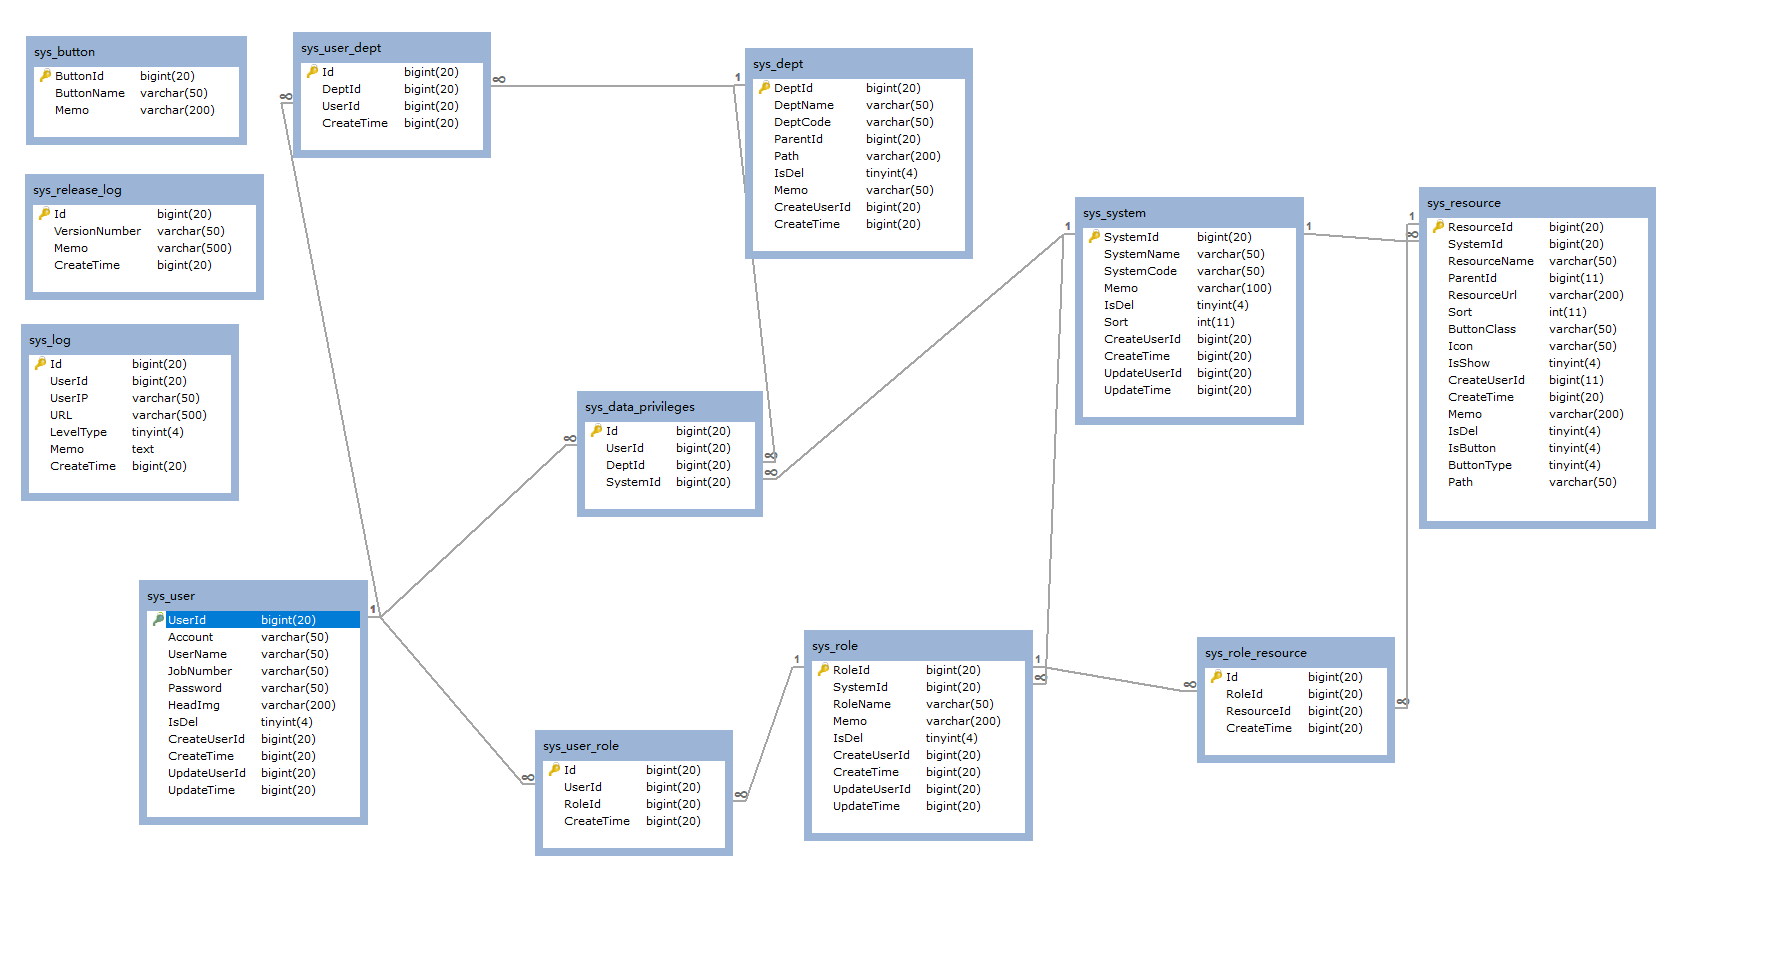 sys_button
ButtonId bigint(20)
ButtonName varchar(50)
Memo varchar(200)
sys_user_dept
Id bigint(20)
DeptId bigint(20)
UserId bigint(20)
CreateTime bigint(20)
sys_dept
DeptId bigint(20)
DeptName varchar(50)
DeptCode varchar(50)
ParentId bigint(20)
Path varchar(200)
IsDel tinyint(4)
Memo varchar(50)
CreateUserId bigint(20)
CreateTime bigint(20)
sys_release_log
Id bigint(20)
VersionNumber varchar(50)
Memo varchar(500)
CreateTime bigint(20)
sys_system
SystemId bigint(20)
SystemName varchar(50)
SystemCode varchar(50)
Memo varchar(100)
IsDel tinyint(4)
Sort int(11)
CreateUserId bigint(20)
CreateTime bigint(20)
UpdateUserId bigint(20)
UpdateTime bigint(20)
sys_resource
ResourceId bigint(20)
SystemId bigint(20)
ResourceName varchar(50)
ParentId bigint(11)
ResourceUrl varchar(200)
Sort int(11)
ButtonClass varchar(50)
Icon varchar(50)
IsShow tinyint(4)
CreateUserId bigint(11)
CreateTime bigint(20)
Memo varchar(200)
IsDel tinyint(4)
IsButton tinyint(4)
ButtonType tinyint(4)
Path varchar(50)
sys_log
Id bigint(20)
UserId bigint(20)
UserIP varchar(50)
URL varchar(500)
LevelType tinyint(4)
Memo text
CreateTime bigint(20)
sys_data_privileges
Id bigint(20)
UserId bigint(20)
DeptId bigint(20)
SystemId bigint(20)
sys_user
UserId bigint(20)
Account varchar(50)
UserName varchar(50)
JobNumber varchar(50)
Password varchar(50)
HeadImg varchar(200)
IsDel tinyint(4)
CreateUserId bigint(20)
CreateTime bigint(20)
UpdateUserId bigint(20)
UpdateTime bigint(20)
sys_user_role
Id bigint(20)
UserId bigint(20)
RoleId bigint(20)
CreateTime bigint(20)
sys_role
RoleId bigint(20)
SystemId bigint(20)
RoleName varchar(50)
Memo varchar(200)
IsDel tinyint(4)
CreateUserId bigint(20)
CreateTime bigint(20)
UpdateUserId bigint(20)
UpdateTime bigint(20)
sys_role_resource
Id bigint(20)
RoleId bigint(20)
ResourceId bigint(20)
CreateTime bigint(20)
∞
1
∞
1
1
1
∞
∞
∞
∞
1
1
1
∞
∞
∞
∞
∞